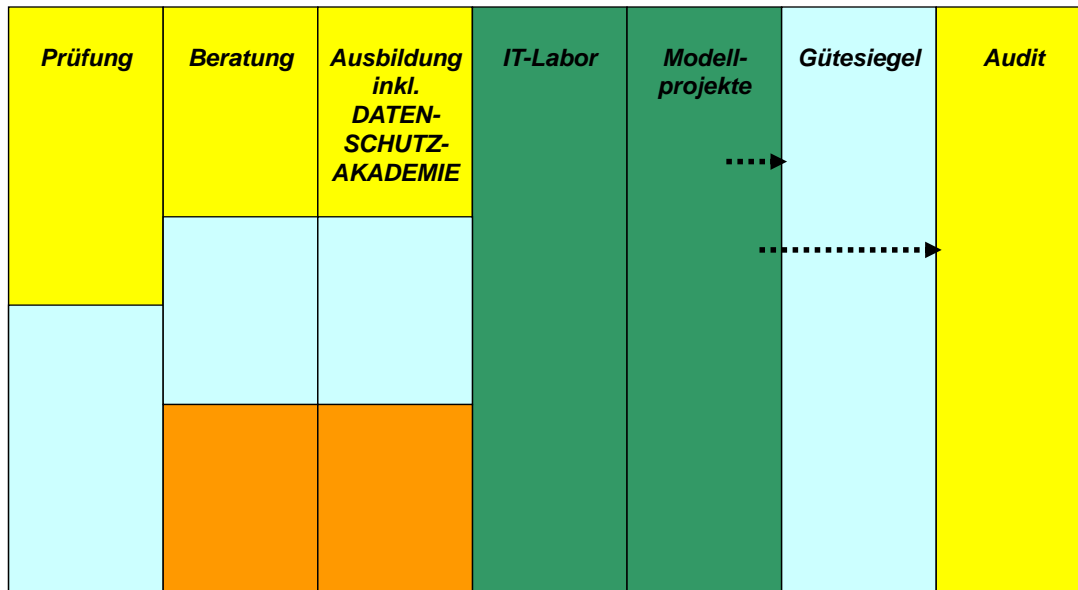 Prüfung
Beratung
Ausbildung
inkl.
DATEN-
SCHUTZ-
AKADEMIE
IT-Labor
Modell-
projekte
Gütesiegel
Audit